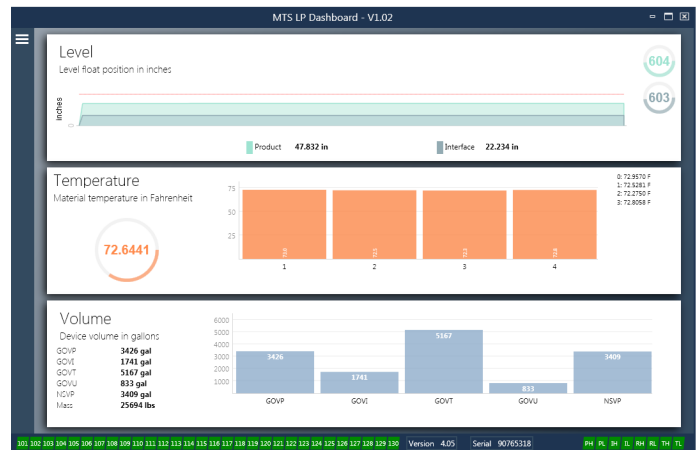 MTS LP Dashboard - V1.02
Level
Level float position in inches
604
603
inches
0
Product 47.832 in Interface 22.234 in
Temperature
Material temperature in Fahrenheit
72.6441
75
50
25
1 2 3 4
0: 72.9570 F
1: 72.5281 F
2: 72.2750 F
3: 72.8058 F
Volume
Device volume in gallons
GOVP 3426 gal
GOVI 1741 gal
GOVT 5167 gal
GOVU 833 gal
NSVP 3409 gal
Mass 25694 lbs
6000
5000
4000
3000
2000
1000
3426 1741 5167 833 3409
GOVP GOVI GOVT GOVU NSVP
101 102 103 104 105 106 107 108 109 110 111 112 113 114 115 116 117 118 119 120 121 122 123 124 125 126 127 128 129 130 Version 4.05 Serial 90765318 PH PL IH IL RH RL TH TL